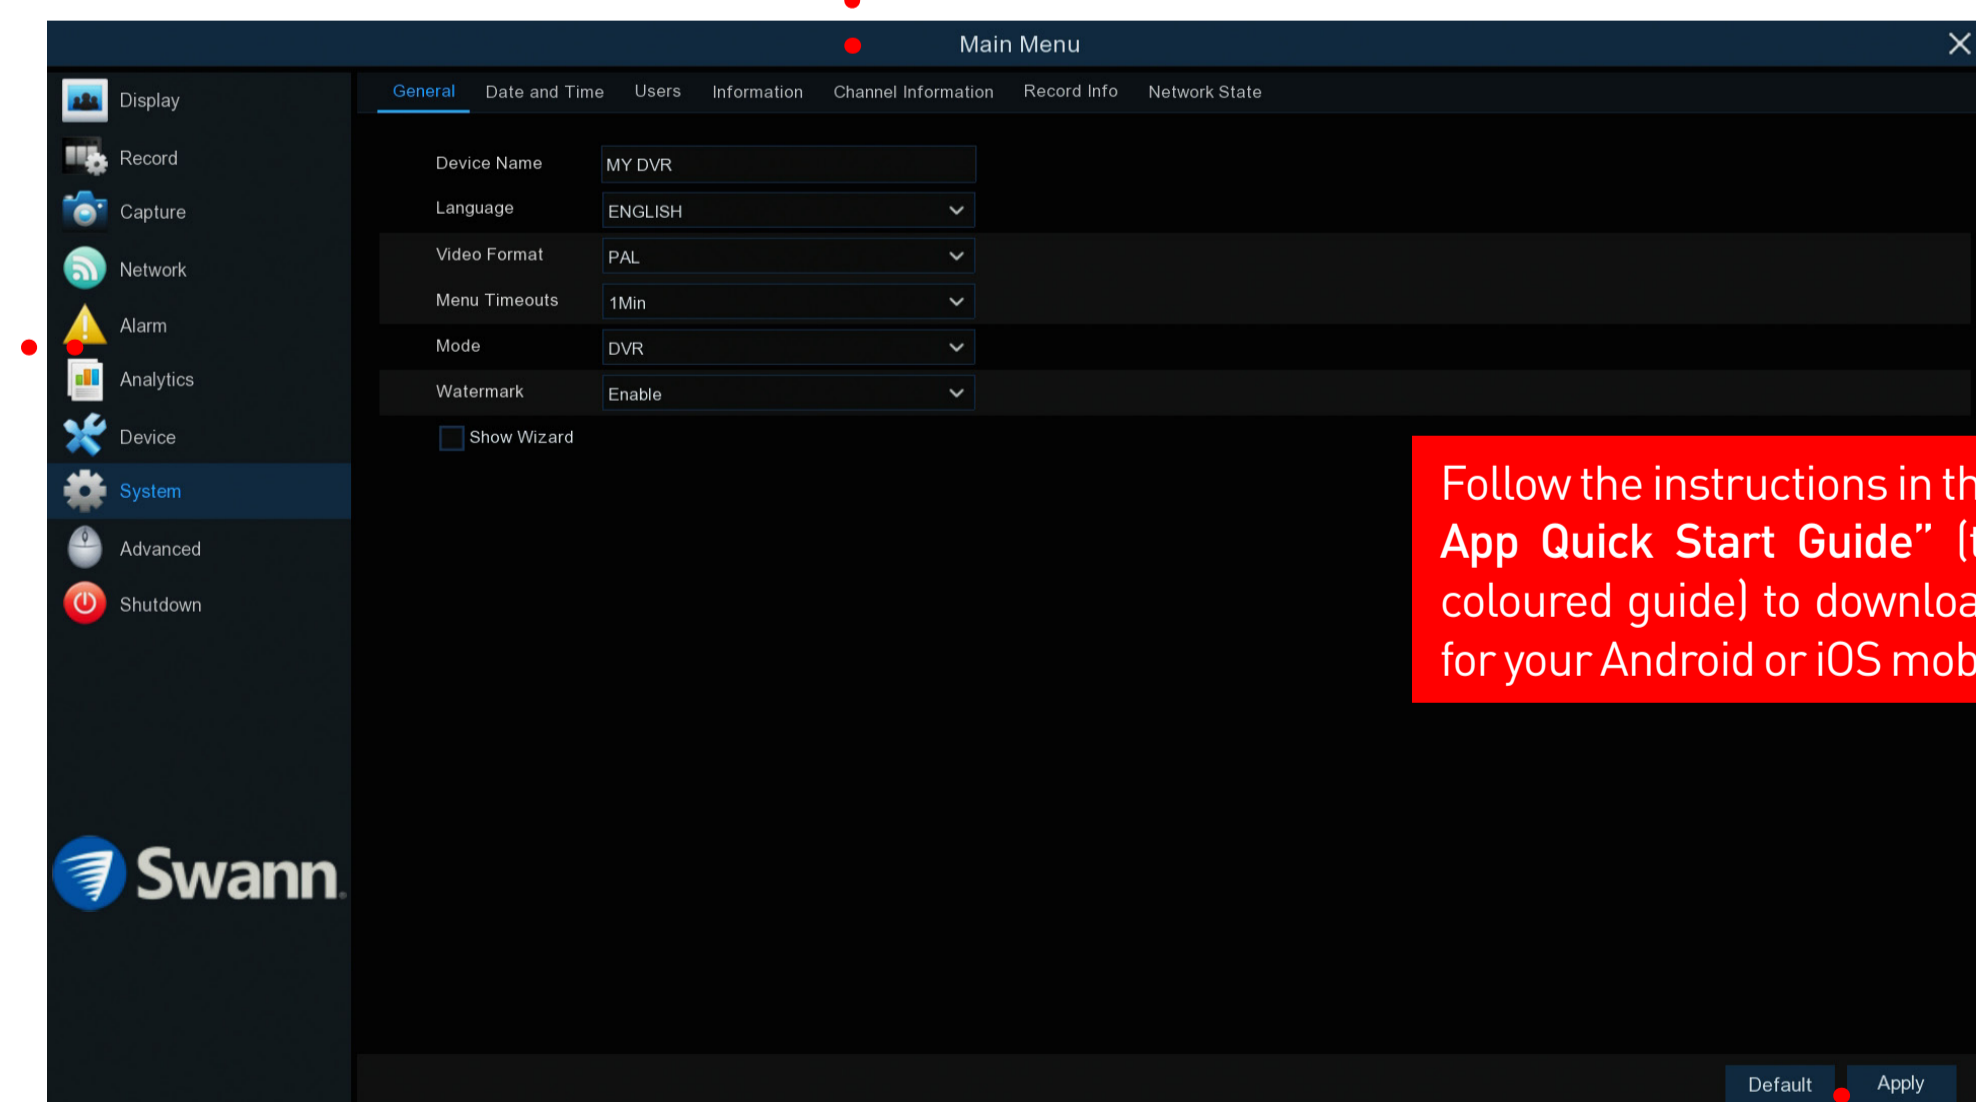 Main Menu
Display
Record
Capture
Network
Alarm
Analytics
Device
System
Advanced
Shutdown
Swann
General Date and Time Users Information Channel Information Record Info Network State
Device Name MY DVR
Language ENGLISH
Video Format PAL
Menu Timeouts 1Min
Mode DVR
Watermark Enable
Show Wizard
Follow the instructions in
App Quick Start Guide”
coloured guide) to
for your Android or iOS
Default Apply